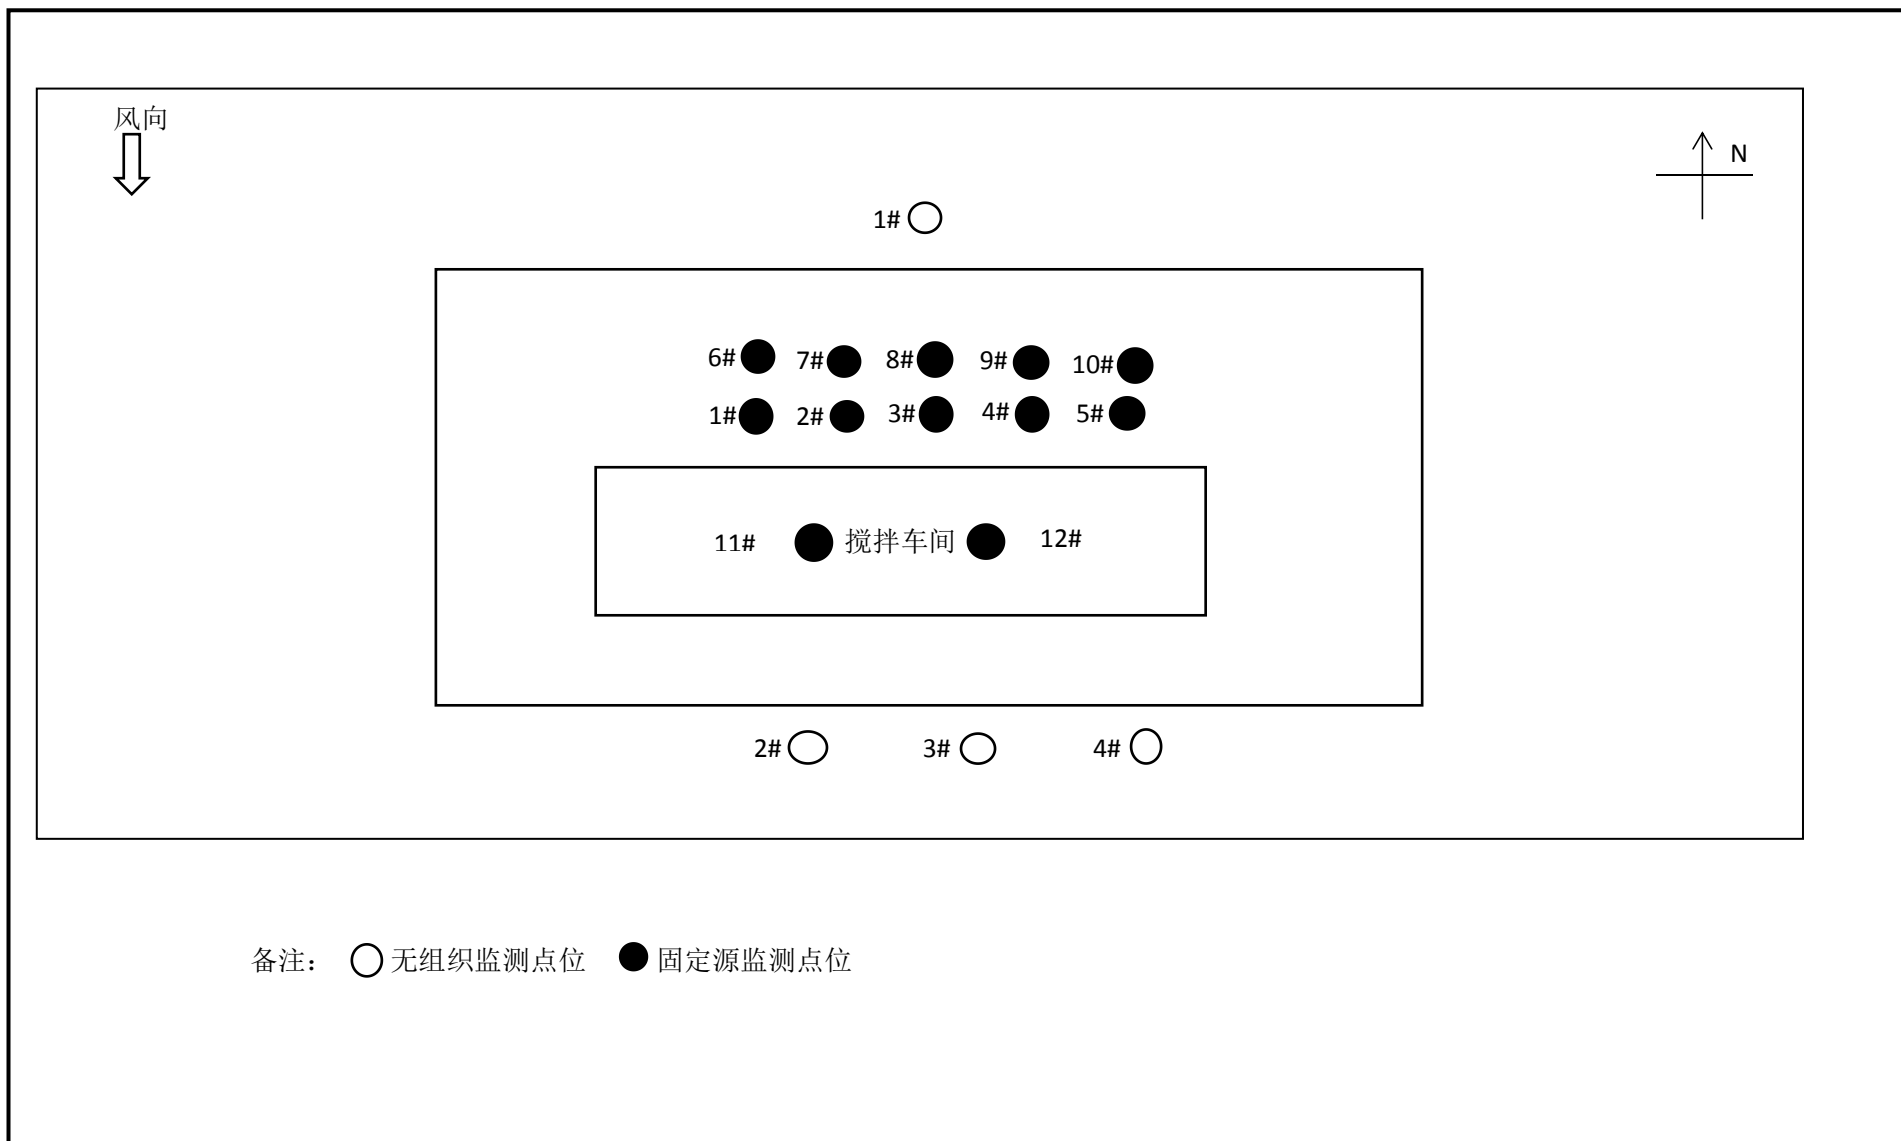 风向
N
1#
6# 7# 8# 9# 10#
1# 2# 3# 4# 5#
11# 搅拌车间 12#
2# 3# 4#
备注： 无组织监测点位 固定源监测点位